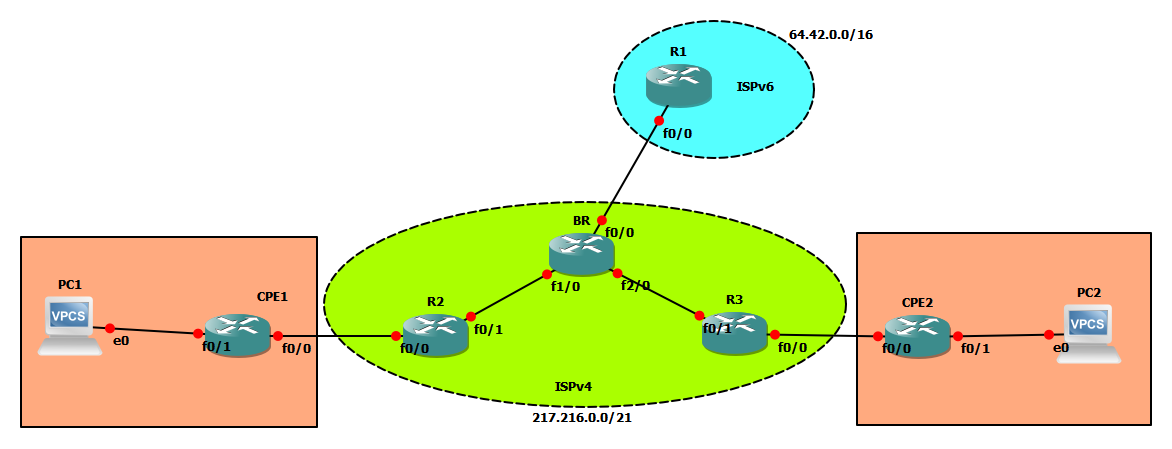 64.42.0.0/16
R1
ISPv6
f0/0
BR
f0/0
f1/0
f2/0
R2
f0/1
f0/0
R3
f0/1
f0/0
ISPv4
217.216.0.0/21
PC1
VPCS
e0
CPE1
f0/1
f0/0
CPE2
f0/0
f0/1
PC2
VPCS
e0